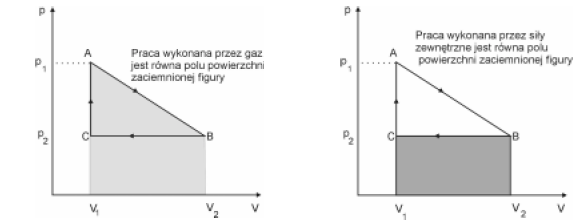 p
Praca wykonana przez gaz
jest równa polu powierzchni
zaciemnionej figury
A
p1
C
B
p2
V1
V2
V
p
Praca wykonana przez siły
zewnętrzne jest równa polu
powierzchni zaciemnionej figury
A
p1
C
B
p2
V1
V2
V